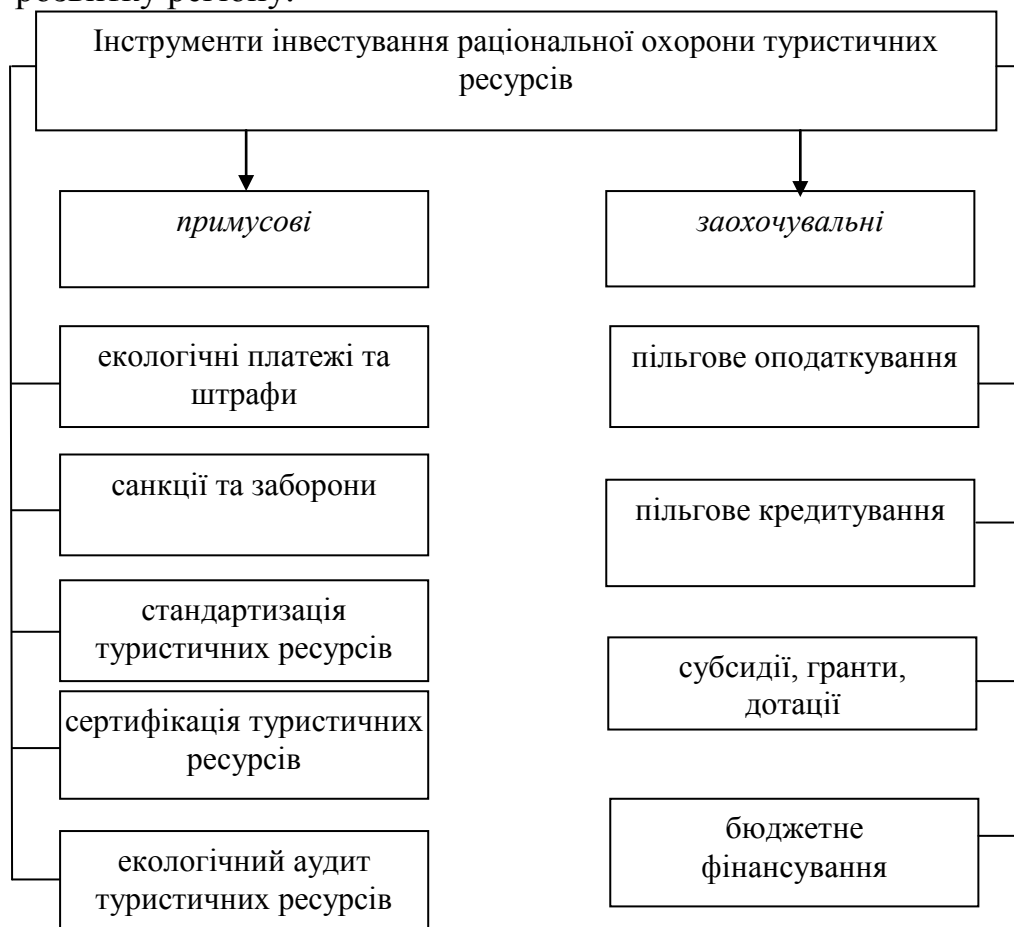 розвитку регіону.
Інструменти інвестування раціональної охорони туристичних
ресурсів
примусові
заохочувальні
екологічні платежі та
штрафи
пільгове оподаткування
санкції та заборони
пільгове кредитування
стандартизація
туристичних ресурсів
субсидії, гранти,
дотації
сертифікація туристичних
ресурсів
бюджетне
фінансування
екологічний аудит
туристичних ресурсів